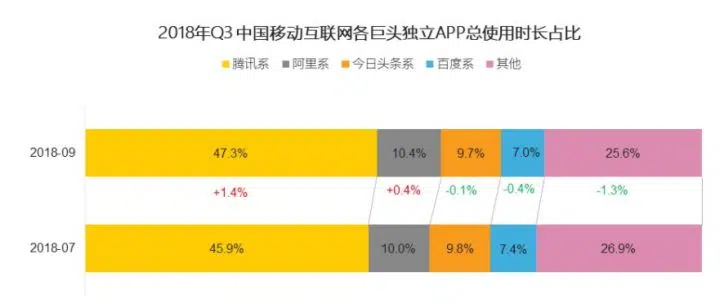 2018年Q3 中国移动互联网各巨头独立APP总使用时长占比
腾讯系 阿里系 今日头条系 百度系 其他
2018-09 47.3% 10.4% 9.7% 7.0% 25.6%
+1.4% +0.4% -0.1% -0.4% -1.3%
2018-07 45.9% 10.0% 9.8% 7.4% 26.9%